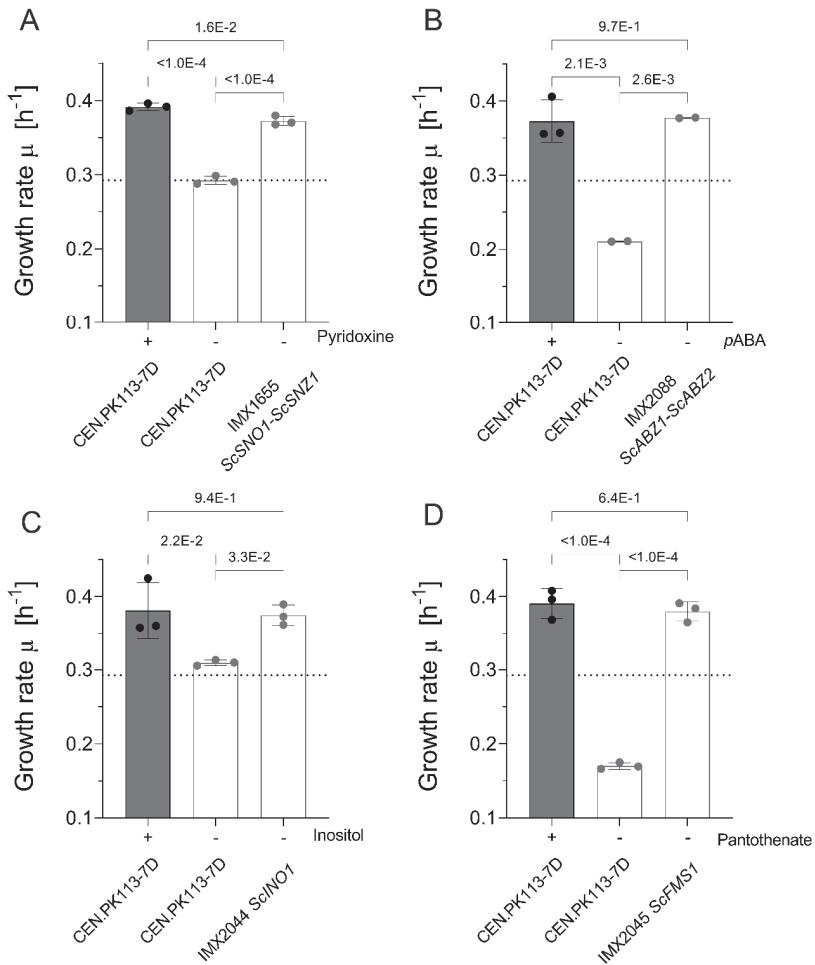 A
1.6E-2
<1.0E-4
<1.0E-4
Growth rate µ [h-1]
0.4
0.3
0.2
0.1
+ - - Pyridoxine
CEN.PK113-7D
CEN.PK113-7D
IMX1655
ScSNO1-ScSNZ1
B
9.7E-1
2.1E-3
2.6E-3
Growth rate µ [h-1]
0.4
0.3
0.2
0.1
+ - - pABA
CEN.PK113-7D
CEN.PK113-7D
IMX2088
ScABZ1-ScABZ2
C
9.4E-1
2.2E-2
3.3E-2
Growth rate µ [h-1]
0.4
0.3
0.2
0.1
+ - - Inositol
CEN.PK113-7D
CEN.PK113-7D
IMX2044 ScINO1
D
6.4E-1
<1.0E-4
<1.0E-4
Growth rate µ [h-1]
0.4
0.3
0.2
0.1
+ - - Pantothenate
CEN.PK113-7D
CEN.PK113-7D
IMX2045 ScFMS1